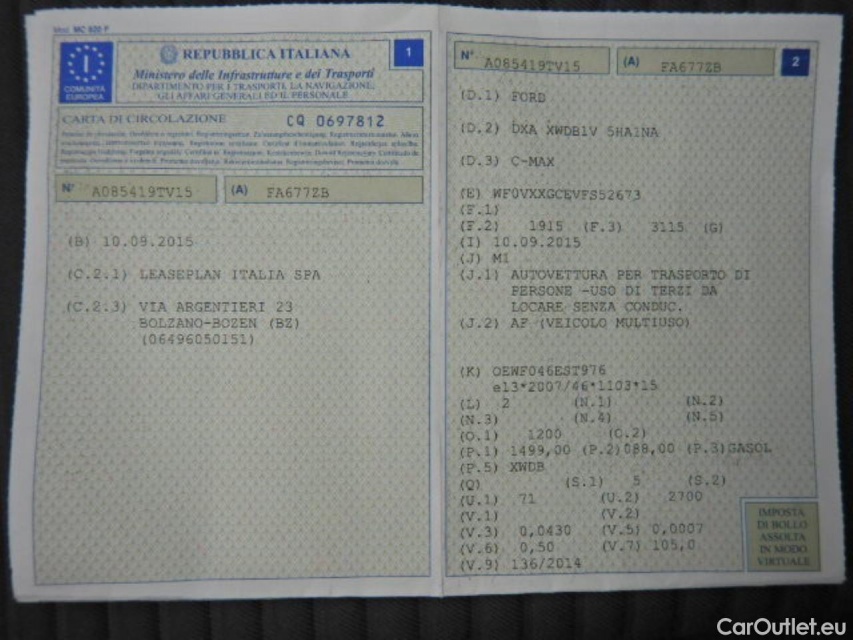 Mod. MC 820 F
I
COMUNITÀ
EUROPEA
REPUBBLICA ITALIANA
1
Ministero delle Infrastrutture e dei Trasporti
DIPARTIMENTO PER I TRASPORTI, LA NAVIGAZIONE,
GLI AFFARI GENERALI ED IL PERSONALE
CARTA DI CIRCOLAZIONE CQ 0697812
N° A085419TV15 (A) FA677ZB
(B) 10.09.2015
(C.2.1) LEASEPLAN ITALIA SPA
(C.2.3) VIA ARGENTIERI 23
BOLZANO-BOZEN (BZ)
(06496050151)
N° A085419TV15 (A) FA677ZB 2
(D.1) FORD
(D.2) DXA XWDB1V 5HA1NA
(D.3) C-MAX
(E) WF0VXXGCEVFS52673
(F.1)
(F.2) 1915 (F.3) 3115 (G)
(I) 10.09.2015
(J) M1
(J.1) AUTOVETTURA PER TRASPORTO DI
PERSONE -USO DI TERZI DA
LOCARE SENZA CONDUC.
(J.2) AF (VEICOLO MULTIUSO)
(K) OEWF046EST976
e13*2007/46*1103*15
(L) 2 (N.1) (N.2)
(N.3) (N.4) (N.5)
(O.1) 1200 (O.2)
(P.1) 1499,00 (P.2)088,00 (P.3)GASOL
(P.5) XWDB
(Q) (S.1) 5 (S.2)
(U.1) 71 (U.2) 2700
(V.1) (V.2)
(V.3) 0,0430 (V.5) 0,0007
(V.6) 0,50 (V.7) 105,0
(V.9) 136/2014
IMPOSTA
DI BOLLO
ASSOLTA
IN MODO
VIRTUALE
CarOutlet.eu